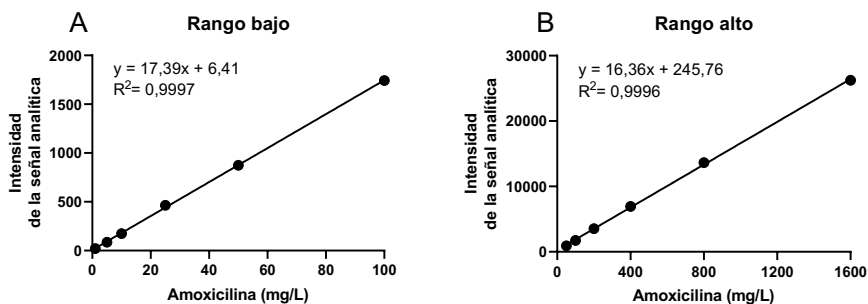 A
Rango bajo
y = 17,39x + 6,41
R²= 0,9997
2000
1500
1000
500
0
Intensidad
de la señal analítica
0 20 40 60 80 100
Amoxicilina (mg/L)
B
Rango alto
y = 16,36x + 245,76
R²= 0,9996
30000
20000
10000
0
Intensidad
de la señal analítica
0 400 800 1200 1600
Amoxicilina (mg/L)